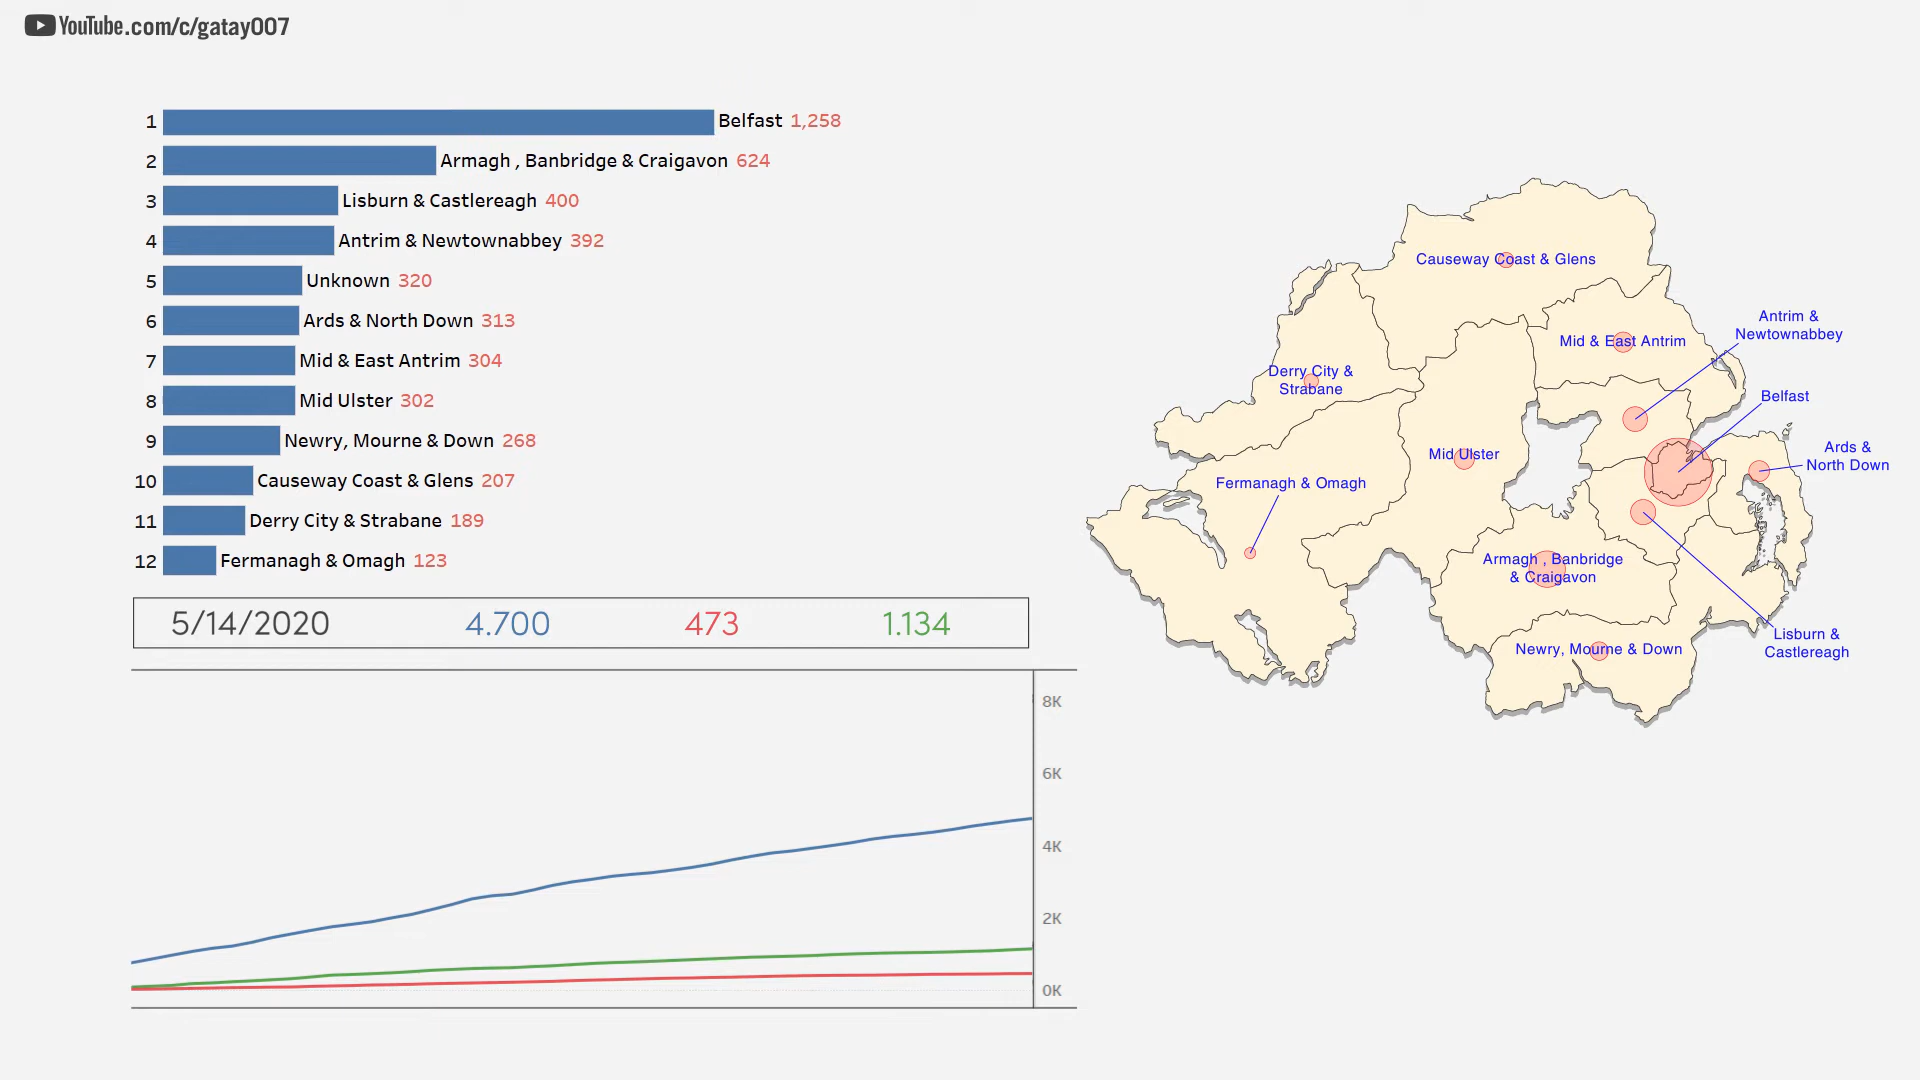 YouTube.com/c/gatay007
1 Belfast 1,258
2 Armagh , Banbridge & Craigavon 624
3 Lisburn & Castlereagh 400
4 Antrim & Newtownabbey 392
5 Unknown 320
6 Ards & North Down 313
7 Mid & East Antrim 304
8 Mid Ulster 302
9 Newry, Mourne & Down 268
10 Causeway Coast & Glens 207
11 Derry City & Strabane 189
12 Fermanagh & Omagh 123
5/14/2020 4.700 473 1.134
8K
6K
4K
2K
0K
Causeway Coast & Glens
Antrim &
Newtownabbey
Mid & East Antrim
Derry City &
Strabane
Belfast
Ards &
North Down
Mid Ulster
Fermanagh & Omagh
Armagh , Banbridge
& Craigavon
Lisburn &
Castlereagh
Newry, Mourne & Down